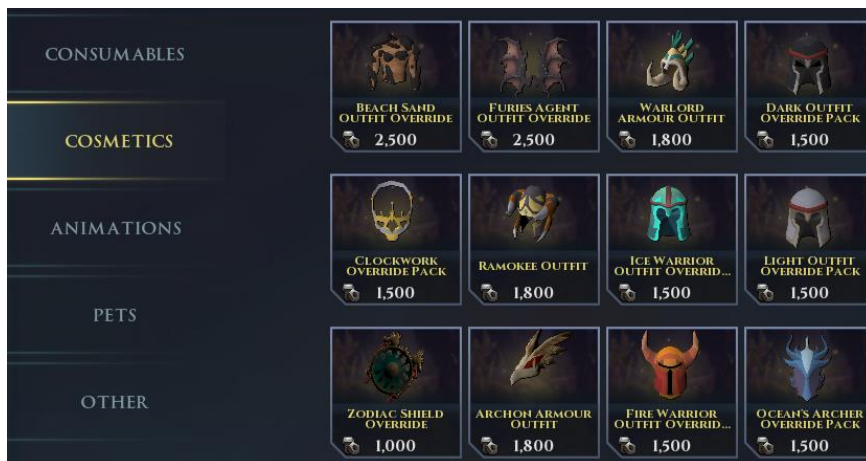 CONSUMABLES
COSMETICS
ANIMATIONS
PETS
OTHER
BEACH SAND
OUTFIT OVERRIDE
2,500
FURIES AGENT
OUTFIT OVERRIDE
2,500
WARLORD
ARMOUR OUTFIT
1,800
DARK OUTFIT
OVERRIDE PACK
1,500
CLOCKWORK
OVERRIDE PACK
1,500
RAMOKEE OUTFIT
1,800
ICE WARRIOR
OUTFIT OVERRID...
1,500
LIGHT OUTFIT
OVERRIDE PACK
1,500
ZODIAC SHIELD
OVERRIDE
1,000
ARCHON ARMOUR
OUTFIT
1,800
FIRE WARRIOR
OUTFIT OVERRID...
1,500
OCEAN'S ARCHER
OVERRIDE PACK
1,500